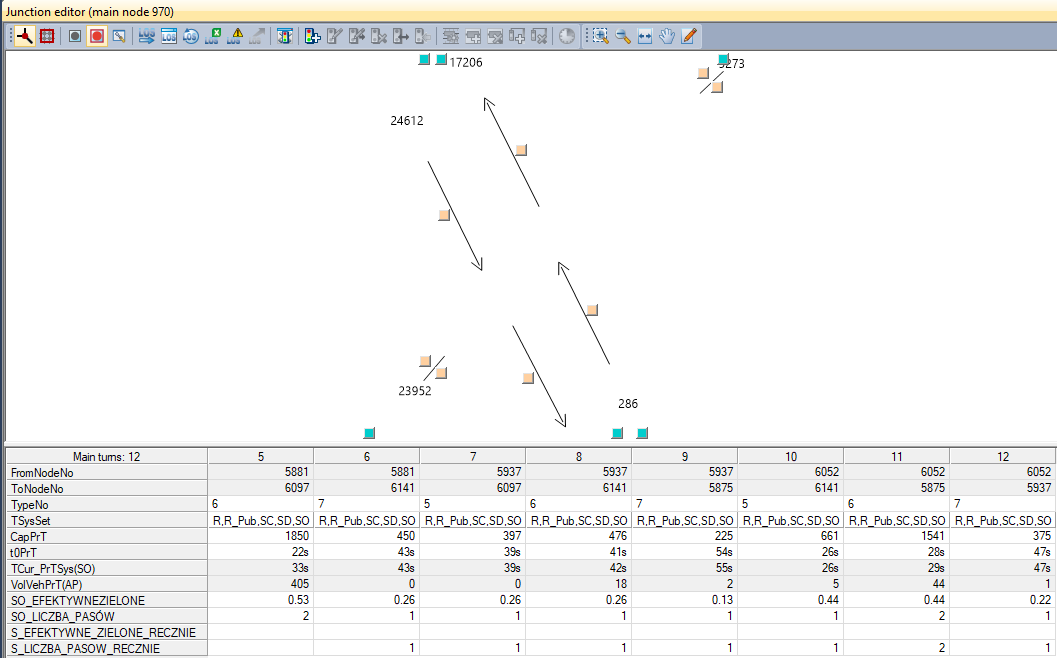 Junction editor (main node 970)
17206
5273
24612
23952
286
Main turns: 12 5 6 7 8 9 10 11 12
FromNodeNo 5881 5881 5937 5937 5937 6052 6052 6052
ToNodeNo 6097 6141 6097 6141 5875 6141 5875 5937
TypeNo 6 7 5 6 7 5 6 7
TSysSet R,R_Pub,SC,SD,SO R,R_Pub,SC,SD,SO R,R_Pub,SC,SD,SO R,R_Pub,SC,SD,SO R,R_Pub,SC,SD,SO R,R_Pub,SC,SD,SO R,R_Pub,SC,SD,SO R,R_Pub,SC,SD,SO
CapPrT 1850 450 397 476 225 661 1541 375
t0PrT 22s 43s 39s 41s 54s 26s 28s 47s
TCur_PrTSys(SO) 33s 43s 39s 42s 55s 26s 29s 47s
VolVehPrT(AP) 405 0 0 18 2 5 44 1
SO_EFEKTYWNEZIELONE 0.53 0.26 0.26 0.26 0.13 0.44 0.44 0.22
SO_LICZBA_PASÓW 2 1 1 1 1 1 2 1
S_EFEKTYWNE_ZIELONE_RECZNIE
S_LICZBA_PASOW_RECZNIE 1 1 1 1 1 2 1